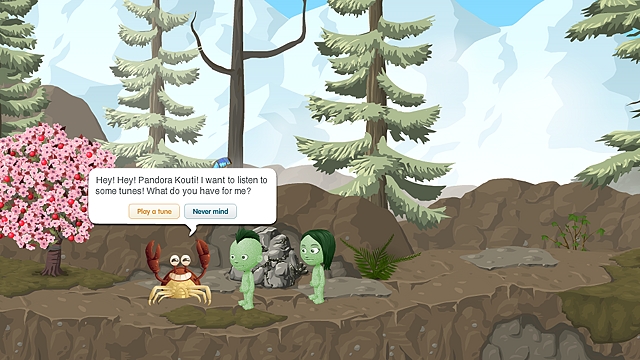 Hey! Hey! Pandora Kouti! I want to listen to
some tunes! What do you have for me?
Play a tune
Never mind